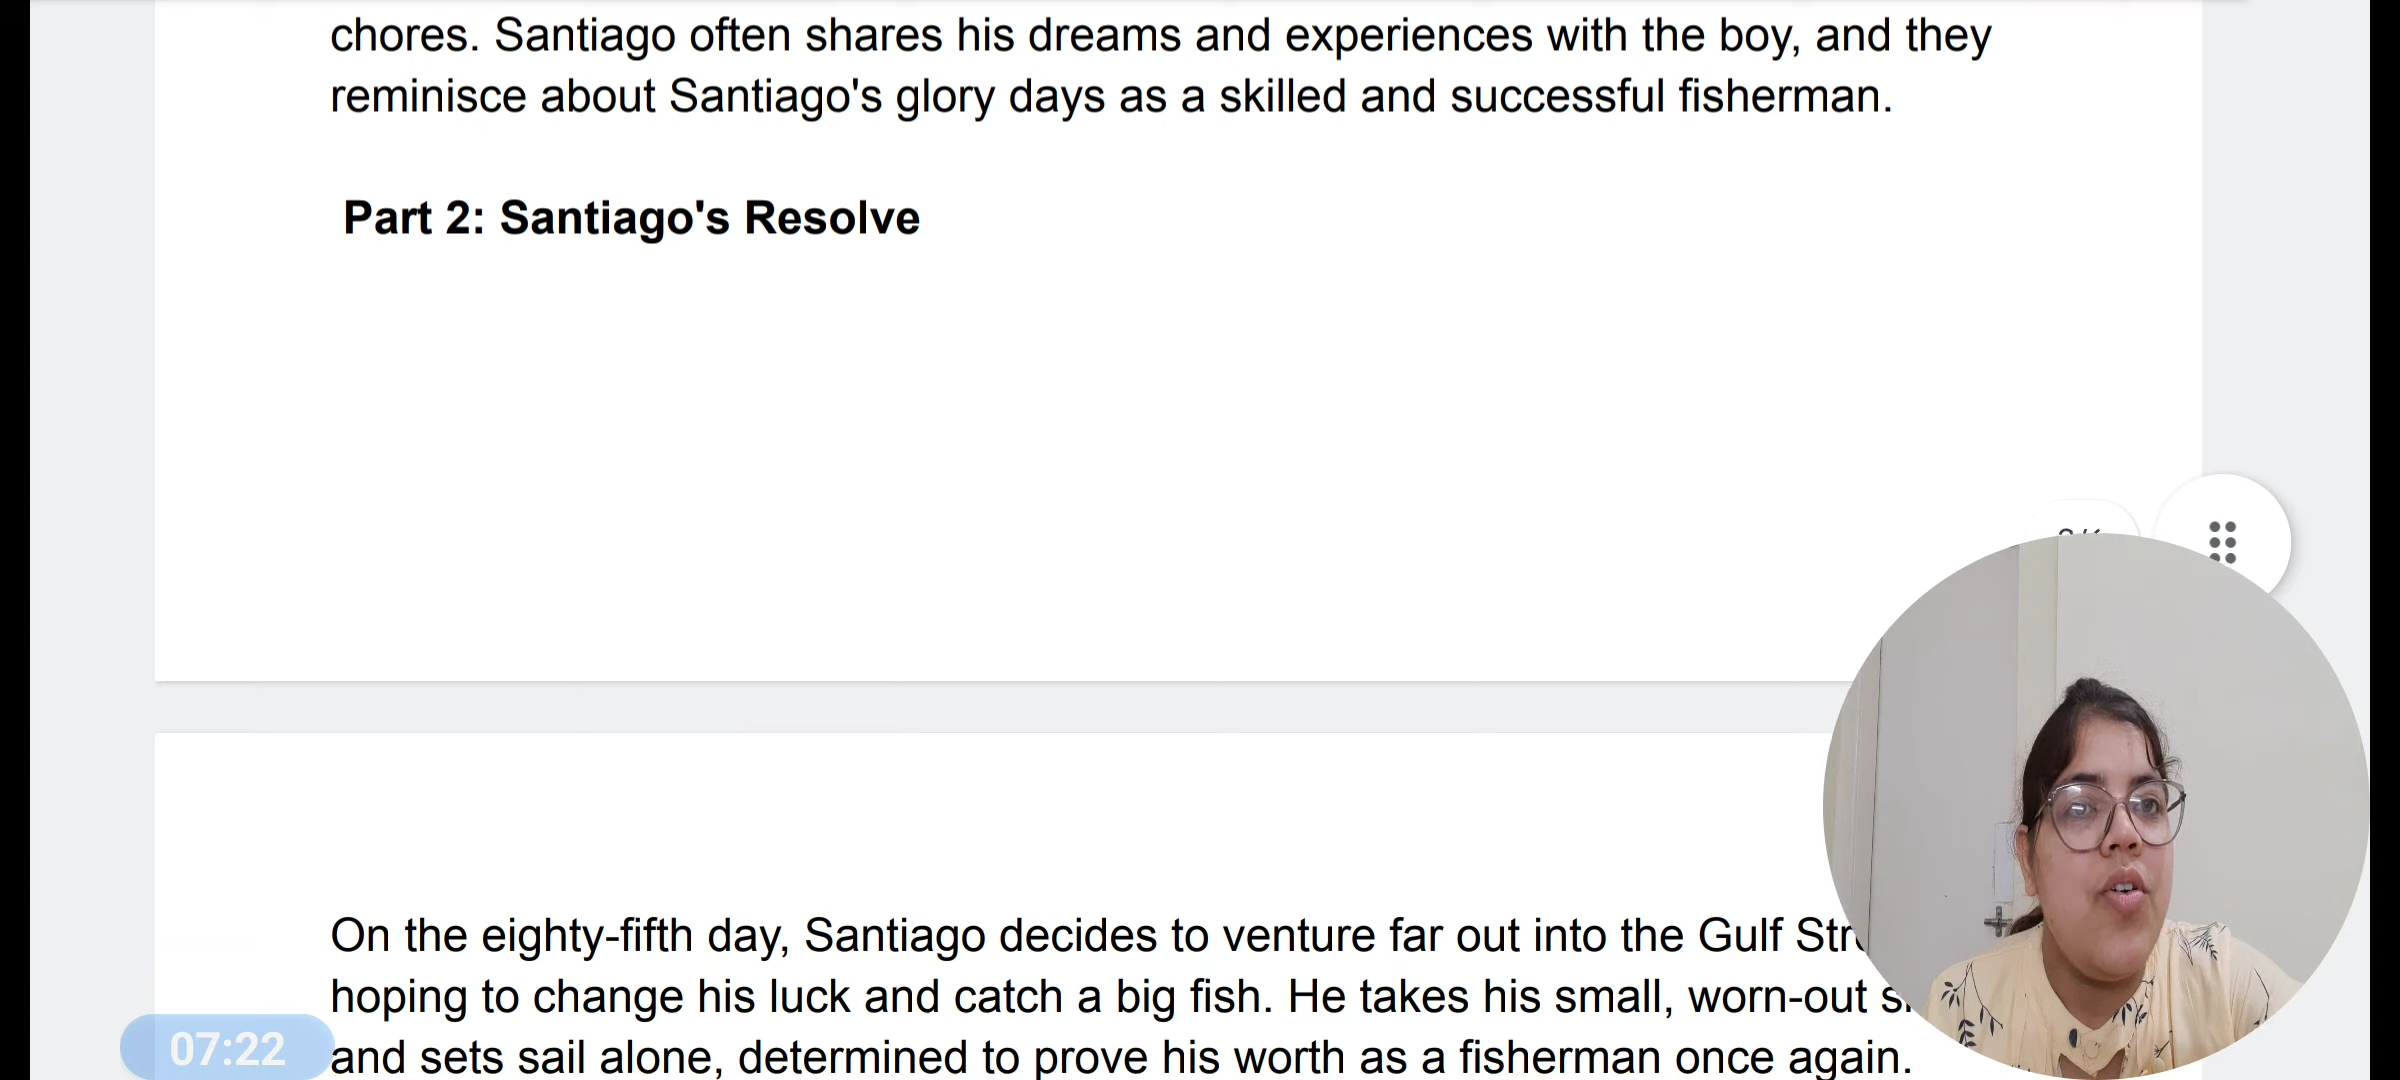 chores. Santiago often shares his dreams and experiences with the boy, and they
reminisce about Santiago's glory days as a skilled and successful fisherman.
Part 2: Santiago's Resolve
On the eighty-fifth day, Santiago decides to venture far out into the Gulf
hoping to change his luck and catch a big fish. He takes his small, worn-out
and sets sail alone, determined to prove his worth as a fisherman once again.
07:22